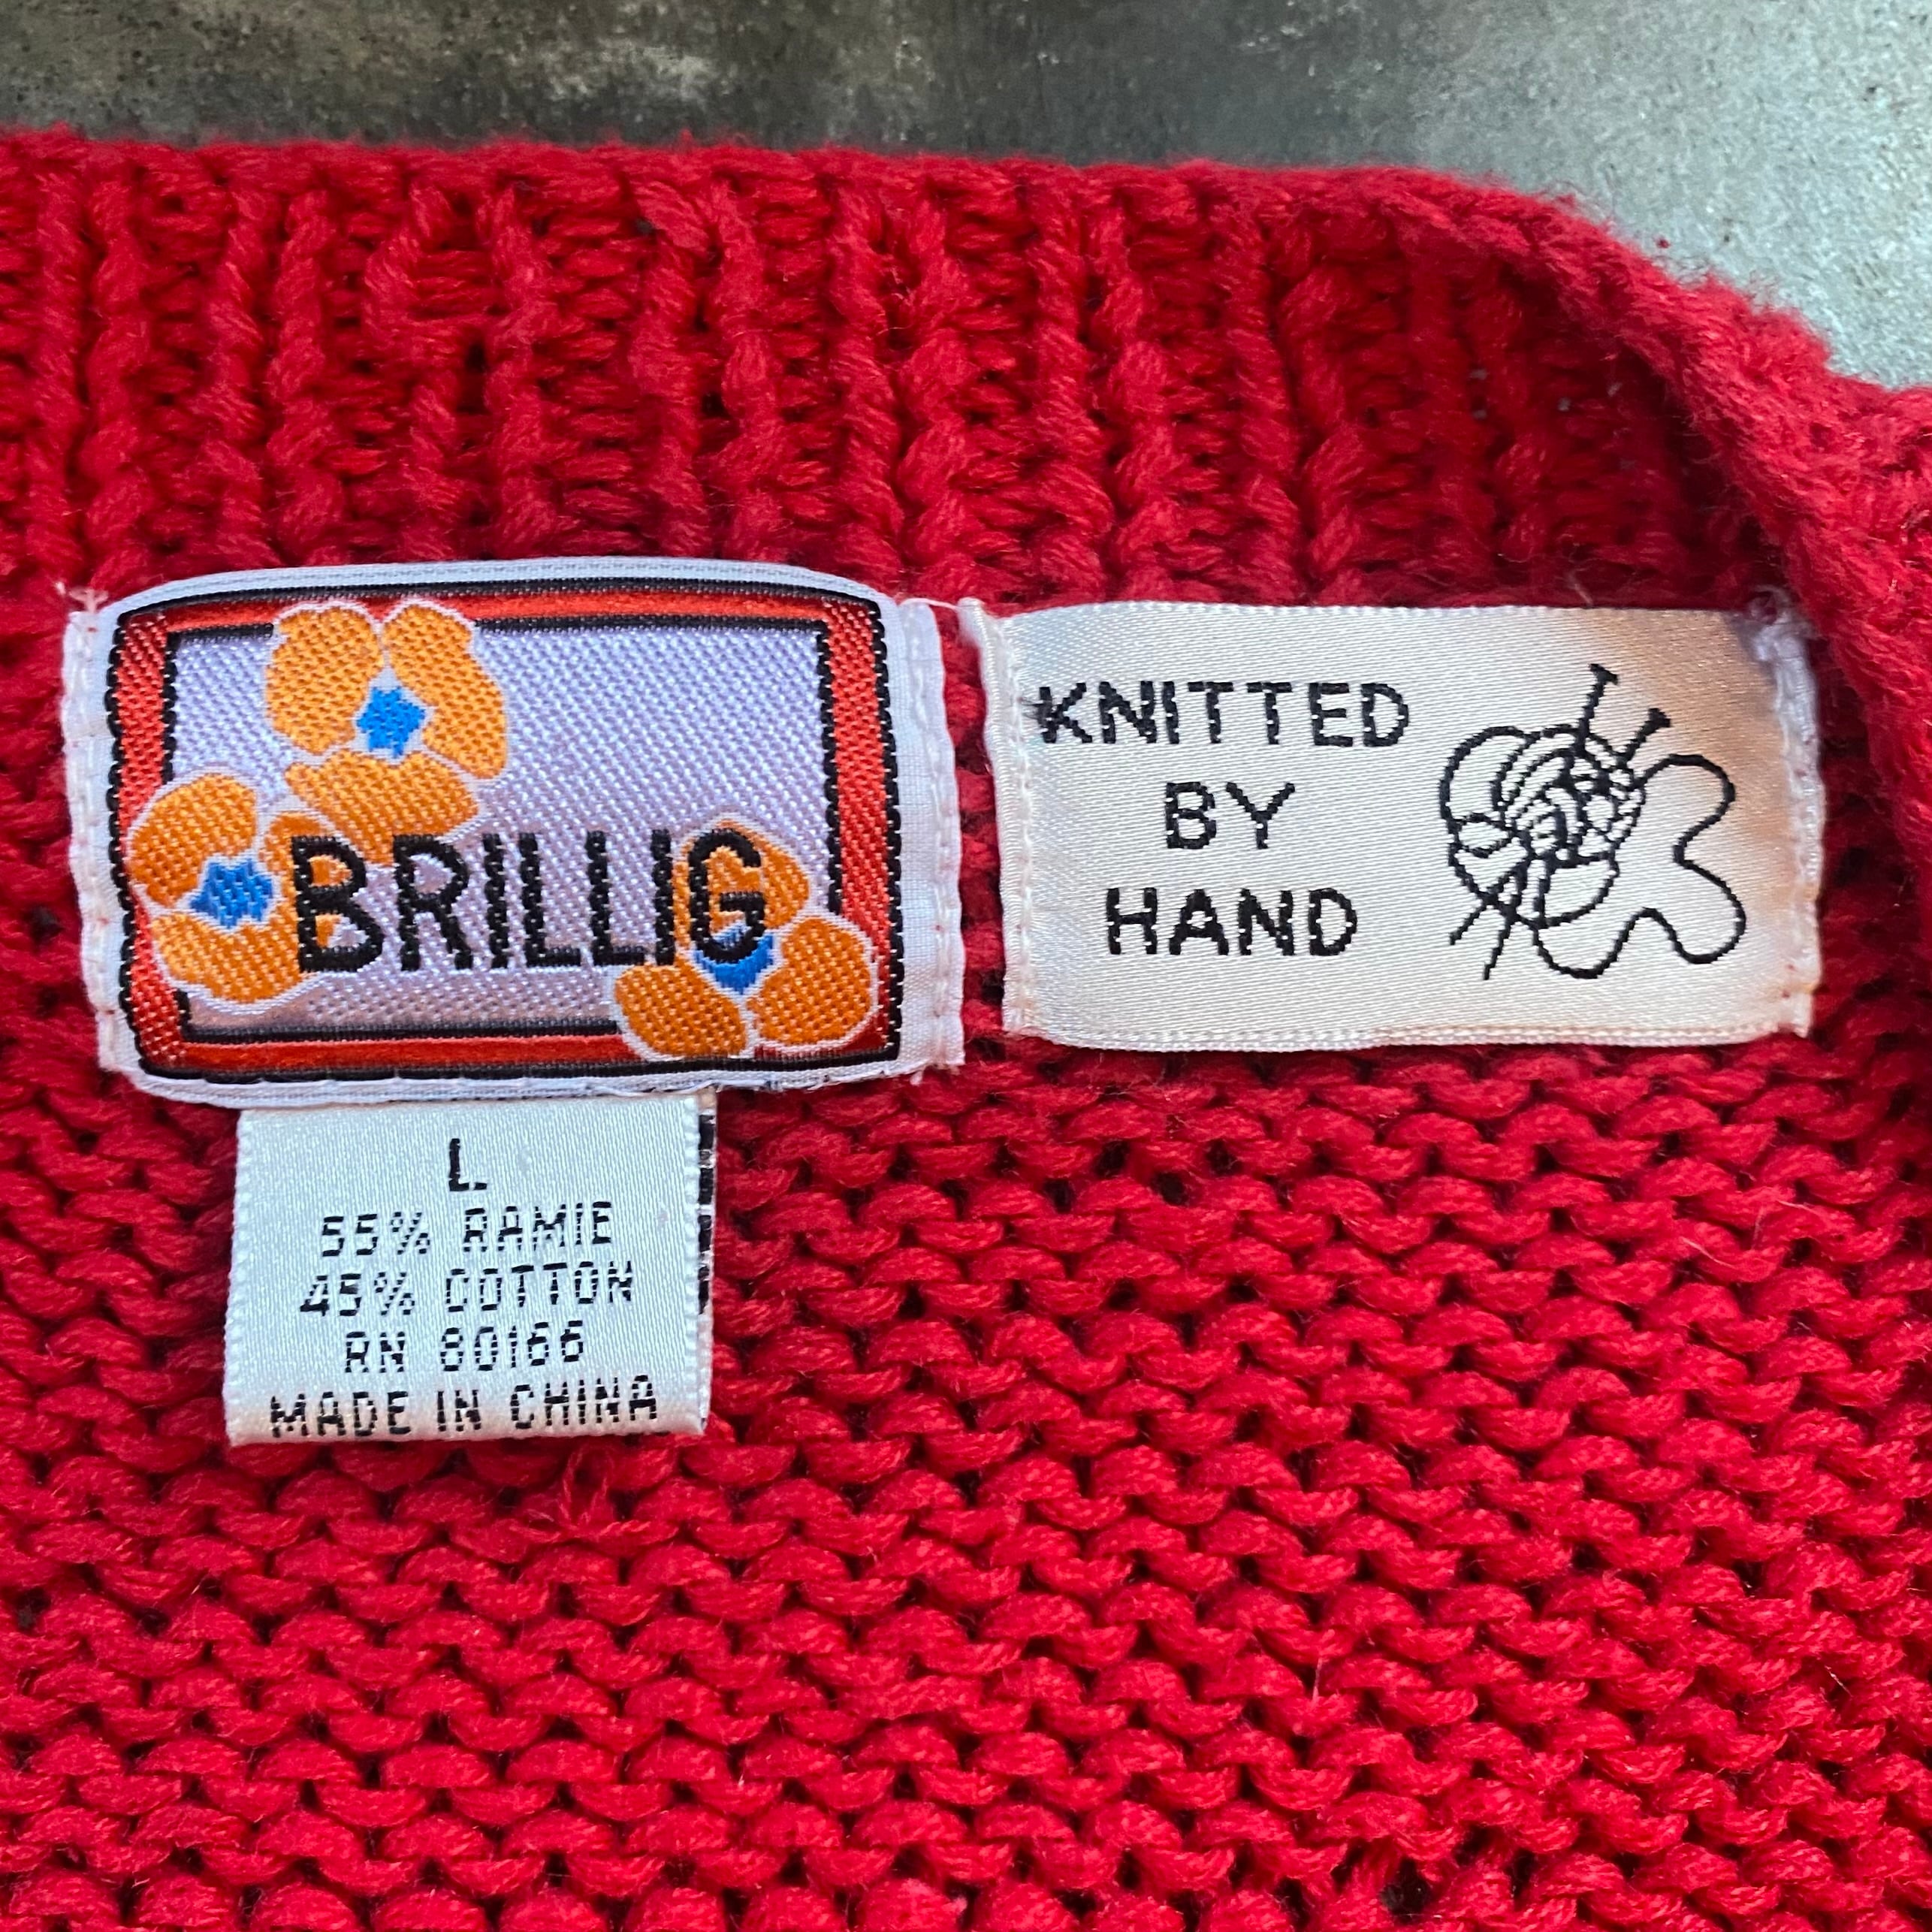 BRILLIG
KNITTED
BY
HAND
L
55% RAMIE
45% COTTON
RN 80166
MADE IN CHINA